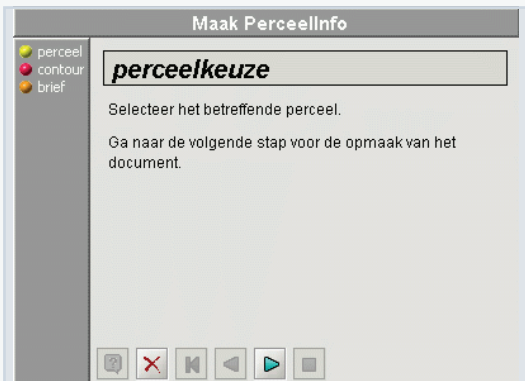 Maak PerceelInfo
perceel
contour
brief
perceelkeuze
Selecteer het betreffende perceel.
Ga naar de volgende stap voor de opmaak van het
document.